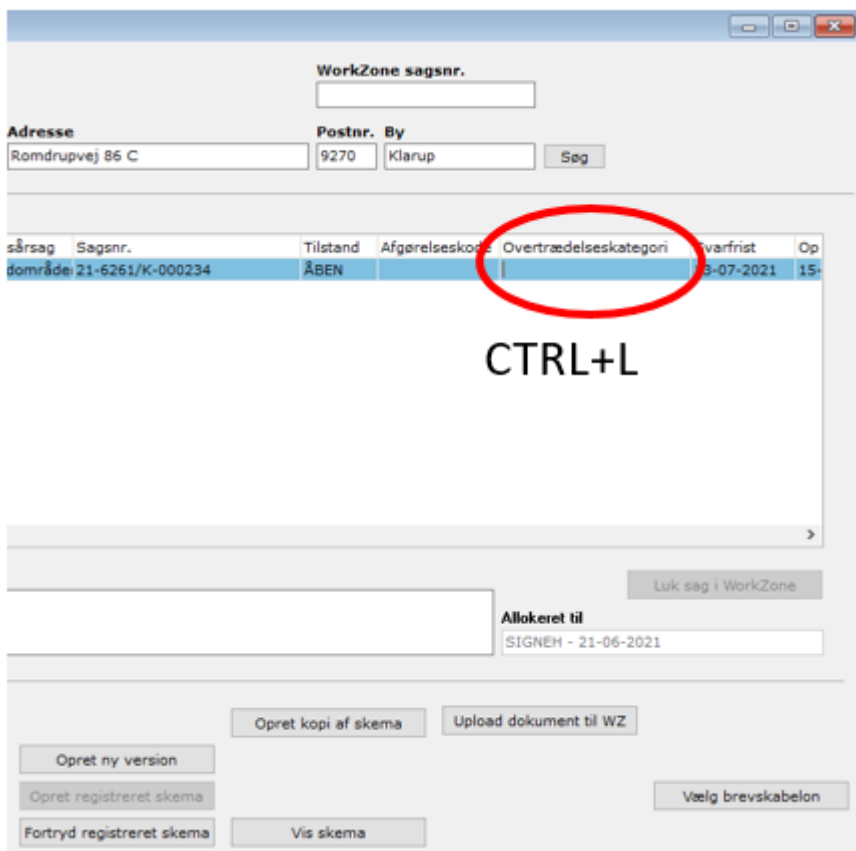 WorkZone sagsnr.
Adresse Postnr. By
Romdrupvej 86 C 9270 Klarup Søg
sårsag Sagsnr. Tilstand Afgørelseskode Overtrædelseskategori Svarfrist Op
dområde 21-6261/K-000234 ÅBEN 3-07-2021 15-
CTRL+L
Luk sag i WorkZone
Allokeret til
SIGNEH - 21-06-2021
Opret kopi af skema Upload dokument til WZ
Opret ny version
Opret registreret skema Vælg brevskabelon
Fortryd registreret skema Vis skema